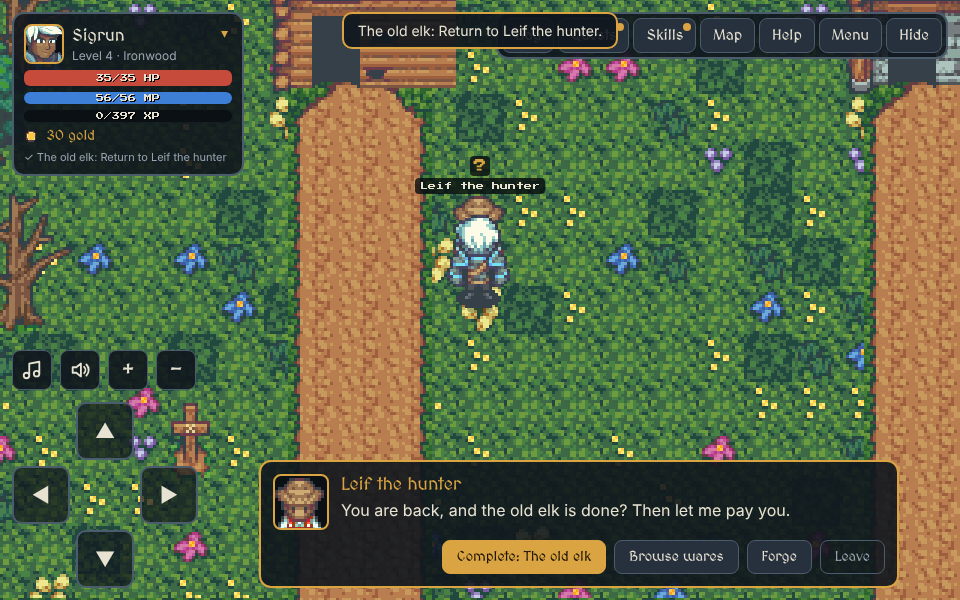 Sigrun
Level 4 · Ironwood
35/35 HP
56/56 MP
0/397 XP
30 gold
✓ The old elk: Return to Leif the hunter
The old elk: Return to Leif the hunter.
Skills
Map
Help
Menu
Hide
?
Leif the hunter
+
−
Leif the hunter
You are back, and the old elk is done? Then let me pay you.
Complete: The old elk
Browse wares
Forge
Leave